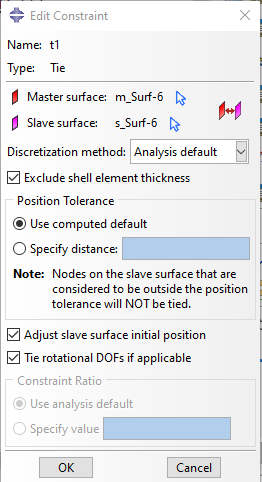 Edit Constraint
Name: t1
Type: Tie
Master surface: m_Surf-6
Slave surface: s_Surf-6
Discretization method: Analysis default
Exclude shell element thickness
Position Tolerance
Use computed default
Specify distance:
Note: Nodes on the slave surface that are
considered to be outside the position
tolerance will NOT be tied.
Adjust slave surface initial position
Tie rotational DOFs if applicable
Constraint Ratio
Use analysis default
Specify value
OK Cancel